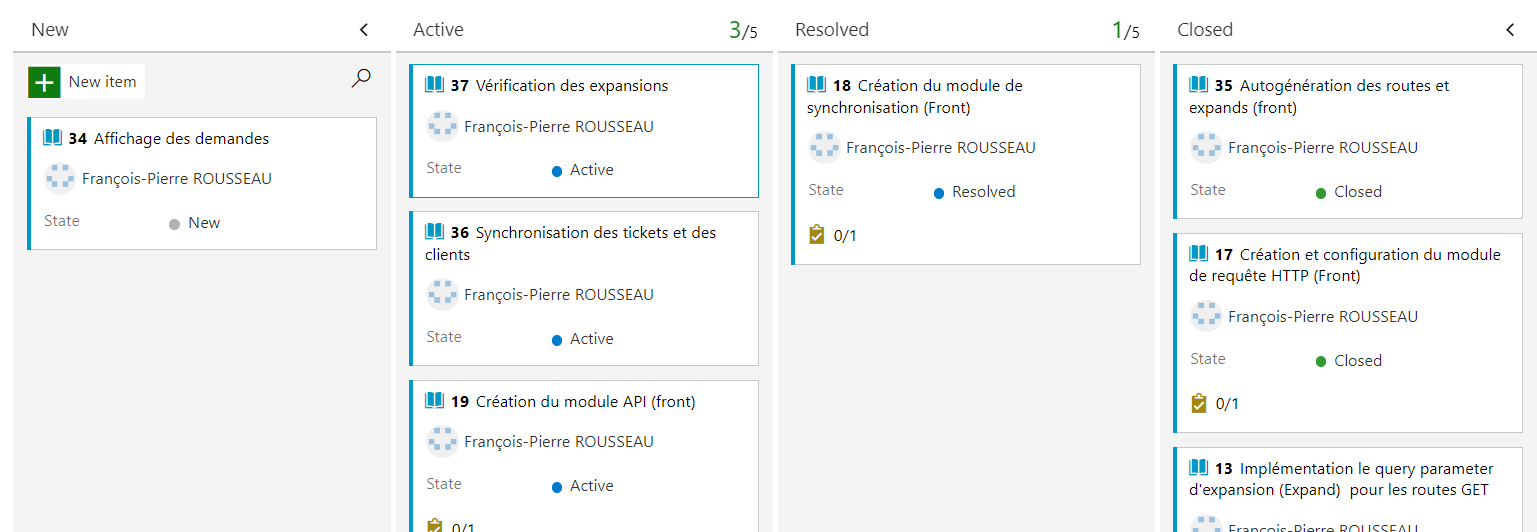 New
New item
34 Affichage des demandes
François-Pierre ROUSSEAU
State New
Active 3/5
37 Vérification des expansions
François-Pierre ROUSSEAU
State Active
36 Synchronisation des tickets et des
clients
François-Pierre ROUSSEAU
State Active
19 Création du module API (front)
François-Pierre ROUSSEAU
State Active
0/1
Resolved 1/5
18 Création du module de
synchronisation (Front)
François-Pierre ROUSSEAU
State Resolved
0/1
Closed
35 Autogénération des routes et
expands (front)
François-Pierre ROUSSEAU
State Closed
17 Création et configuration du module
de requête HTTP (Front)
François-Pierre ROUSSEAU
State Closed
0/1
13 Implémentation le query parameter
d'expansion (Expand) pour les routes GET
François-Pierre ROUSSEAU